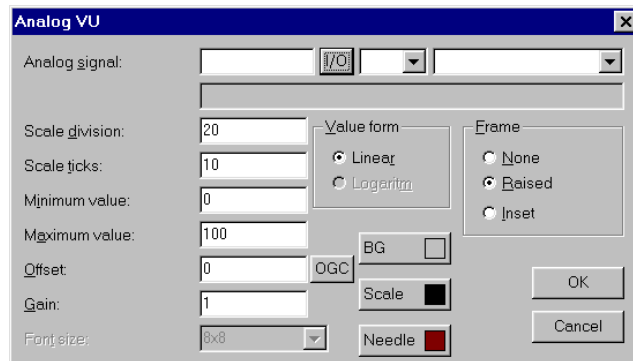 Analog VU
Analog signal: I/O
Scale division: 20
Scale ticks: 10
Minimum value: 0
Maximum value: 100
Offset: 0 OGC
Gain: 1
Font size: 8x8
Value form
Linear
Logaritm
Frame
None
Raised
Inset
BG
Scale
Needle
OK
Cancel